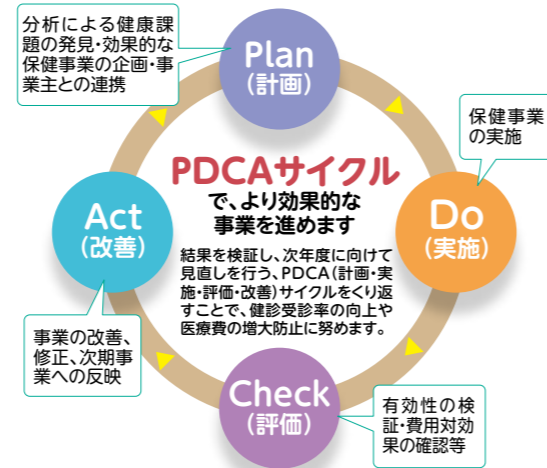 分析による健康課
題の発見・効果的な
保健事業の企画・事
業主との連携
Plan
(計画)
保健事業
の実施
PDCAサイクル
で、より効果的な
事業を進めます
Act
(改善)
Do
(実施)
結果を検証し、次年度に向けて
見直しを行う、PDCA(計画・実
施・評価・改善)サイクルをくり返
すことで、健診受診率の向上や
医療費の増大防止に努めます。
事業の改善、
修正、次期事
業への反映
Check
(評価)
有効性の検
証・費用対効
果の確認等